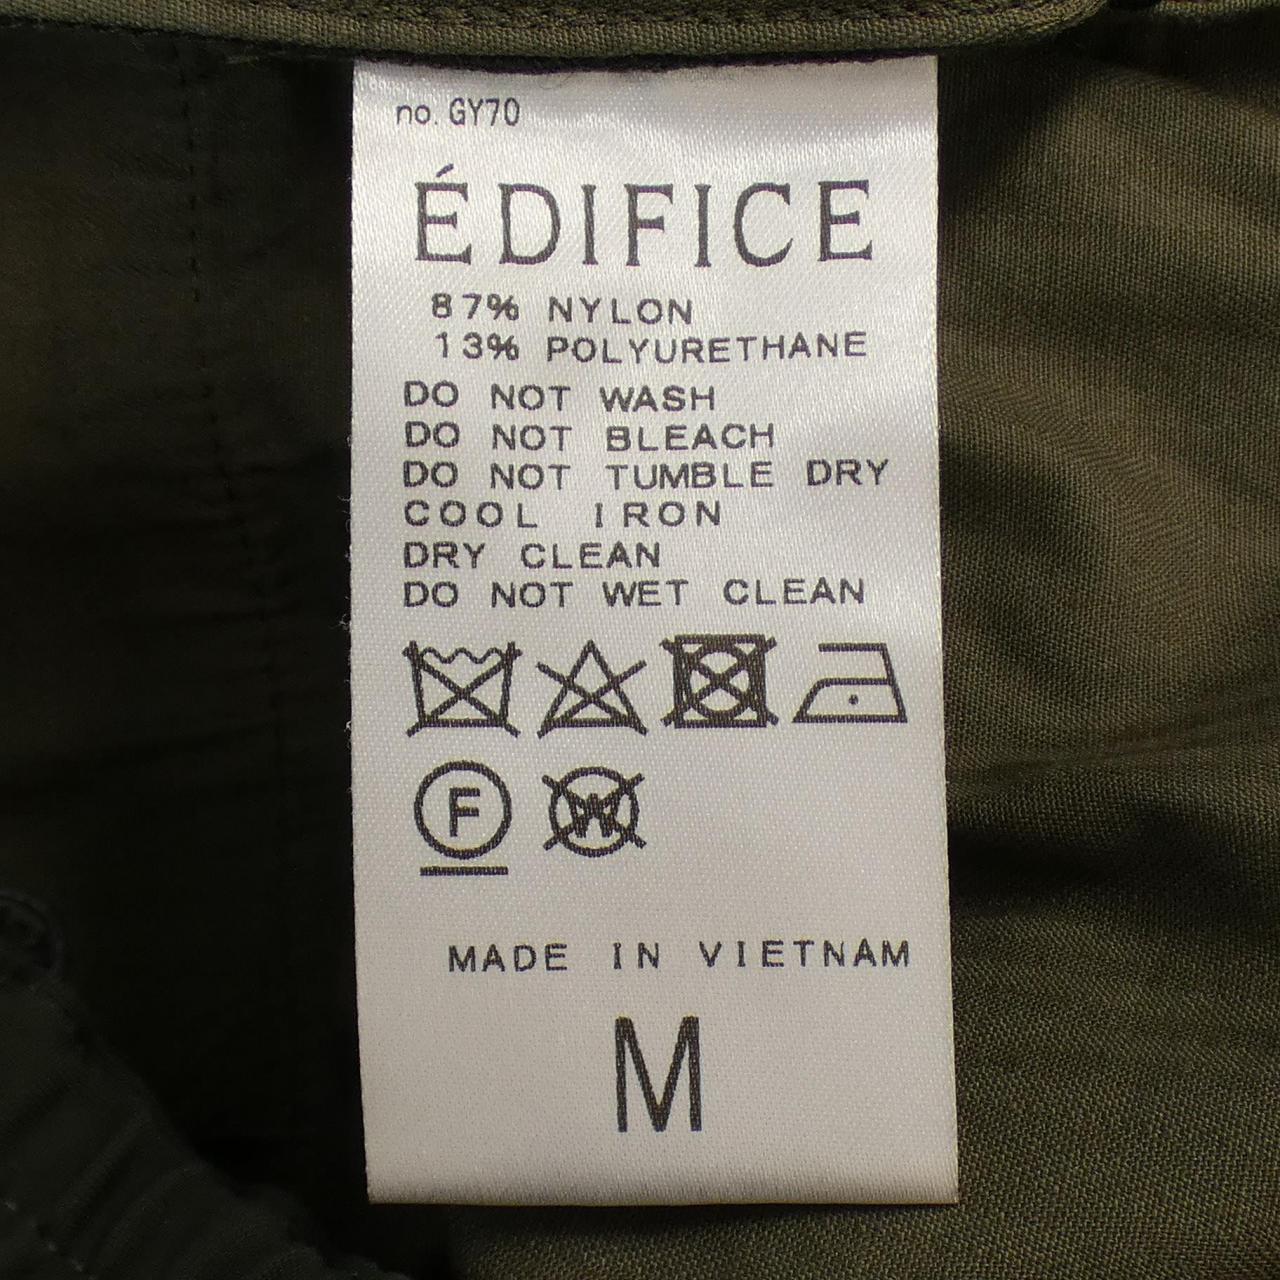 no. GY70
ÉDIFICE
87% NYLON
13% POLYURETHANE
DO NOT WASH
DO NOT BLEACH
DO NOT TUMBLE DRY
COOL IRON
DRY CLEAN
DO NOT WET CLEAN
F W
MADE IN VIETNAM
M